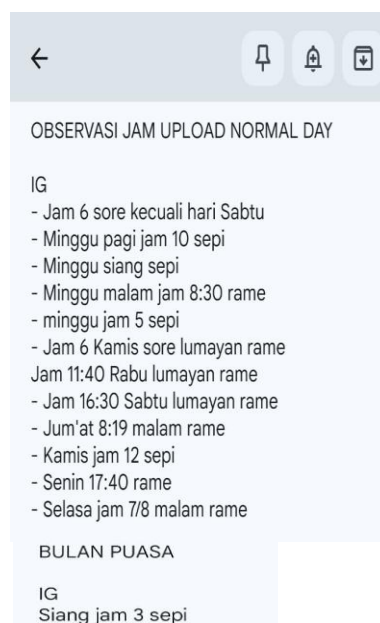 OBSERVASI JAM UPLOAD NORMAL DAY
IG
- Jam 6 sore kecuali hari Sabtu
- Minggu pagi jam 10 sepi
- Minggu siang sepi
- Minggu malam jam 8:30 rame
- minggu jam 5 sepi
- Jam 6 Kamis sore lumayan rame
Jam 11:40 Rabu lumayan rame
- Jam 16:30 Sabtu lumayan rame
- Jum'at 8:19 malam rame
- Kamis jam 12 sepi
- Senin 17:40 rame
- Selasa jam 7/8 malam rame
BULAN PUASA
IG
Siang jam 3 sepi